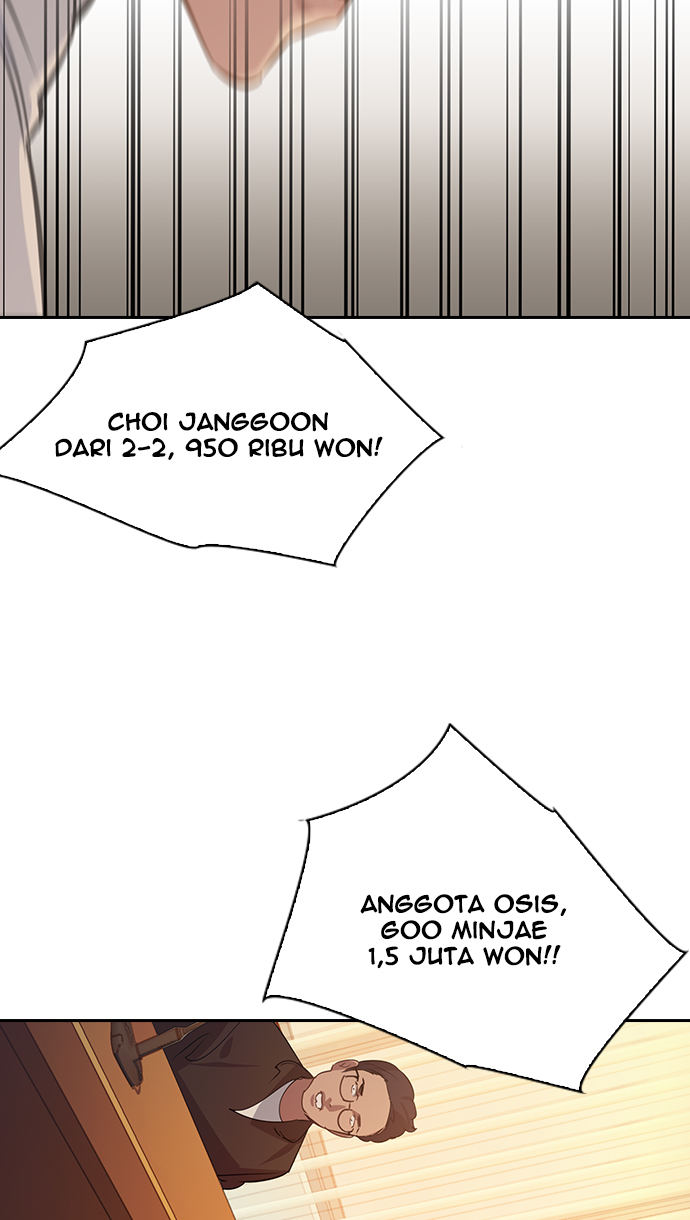 CHOI JANGGOON
DARI 2-2, 950 RIBU WON!
ANGGOTA OSIS,
GOO MINJAE
1,5 JUTA WON!!